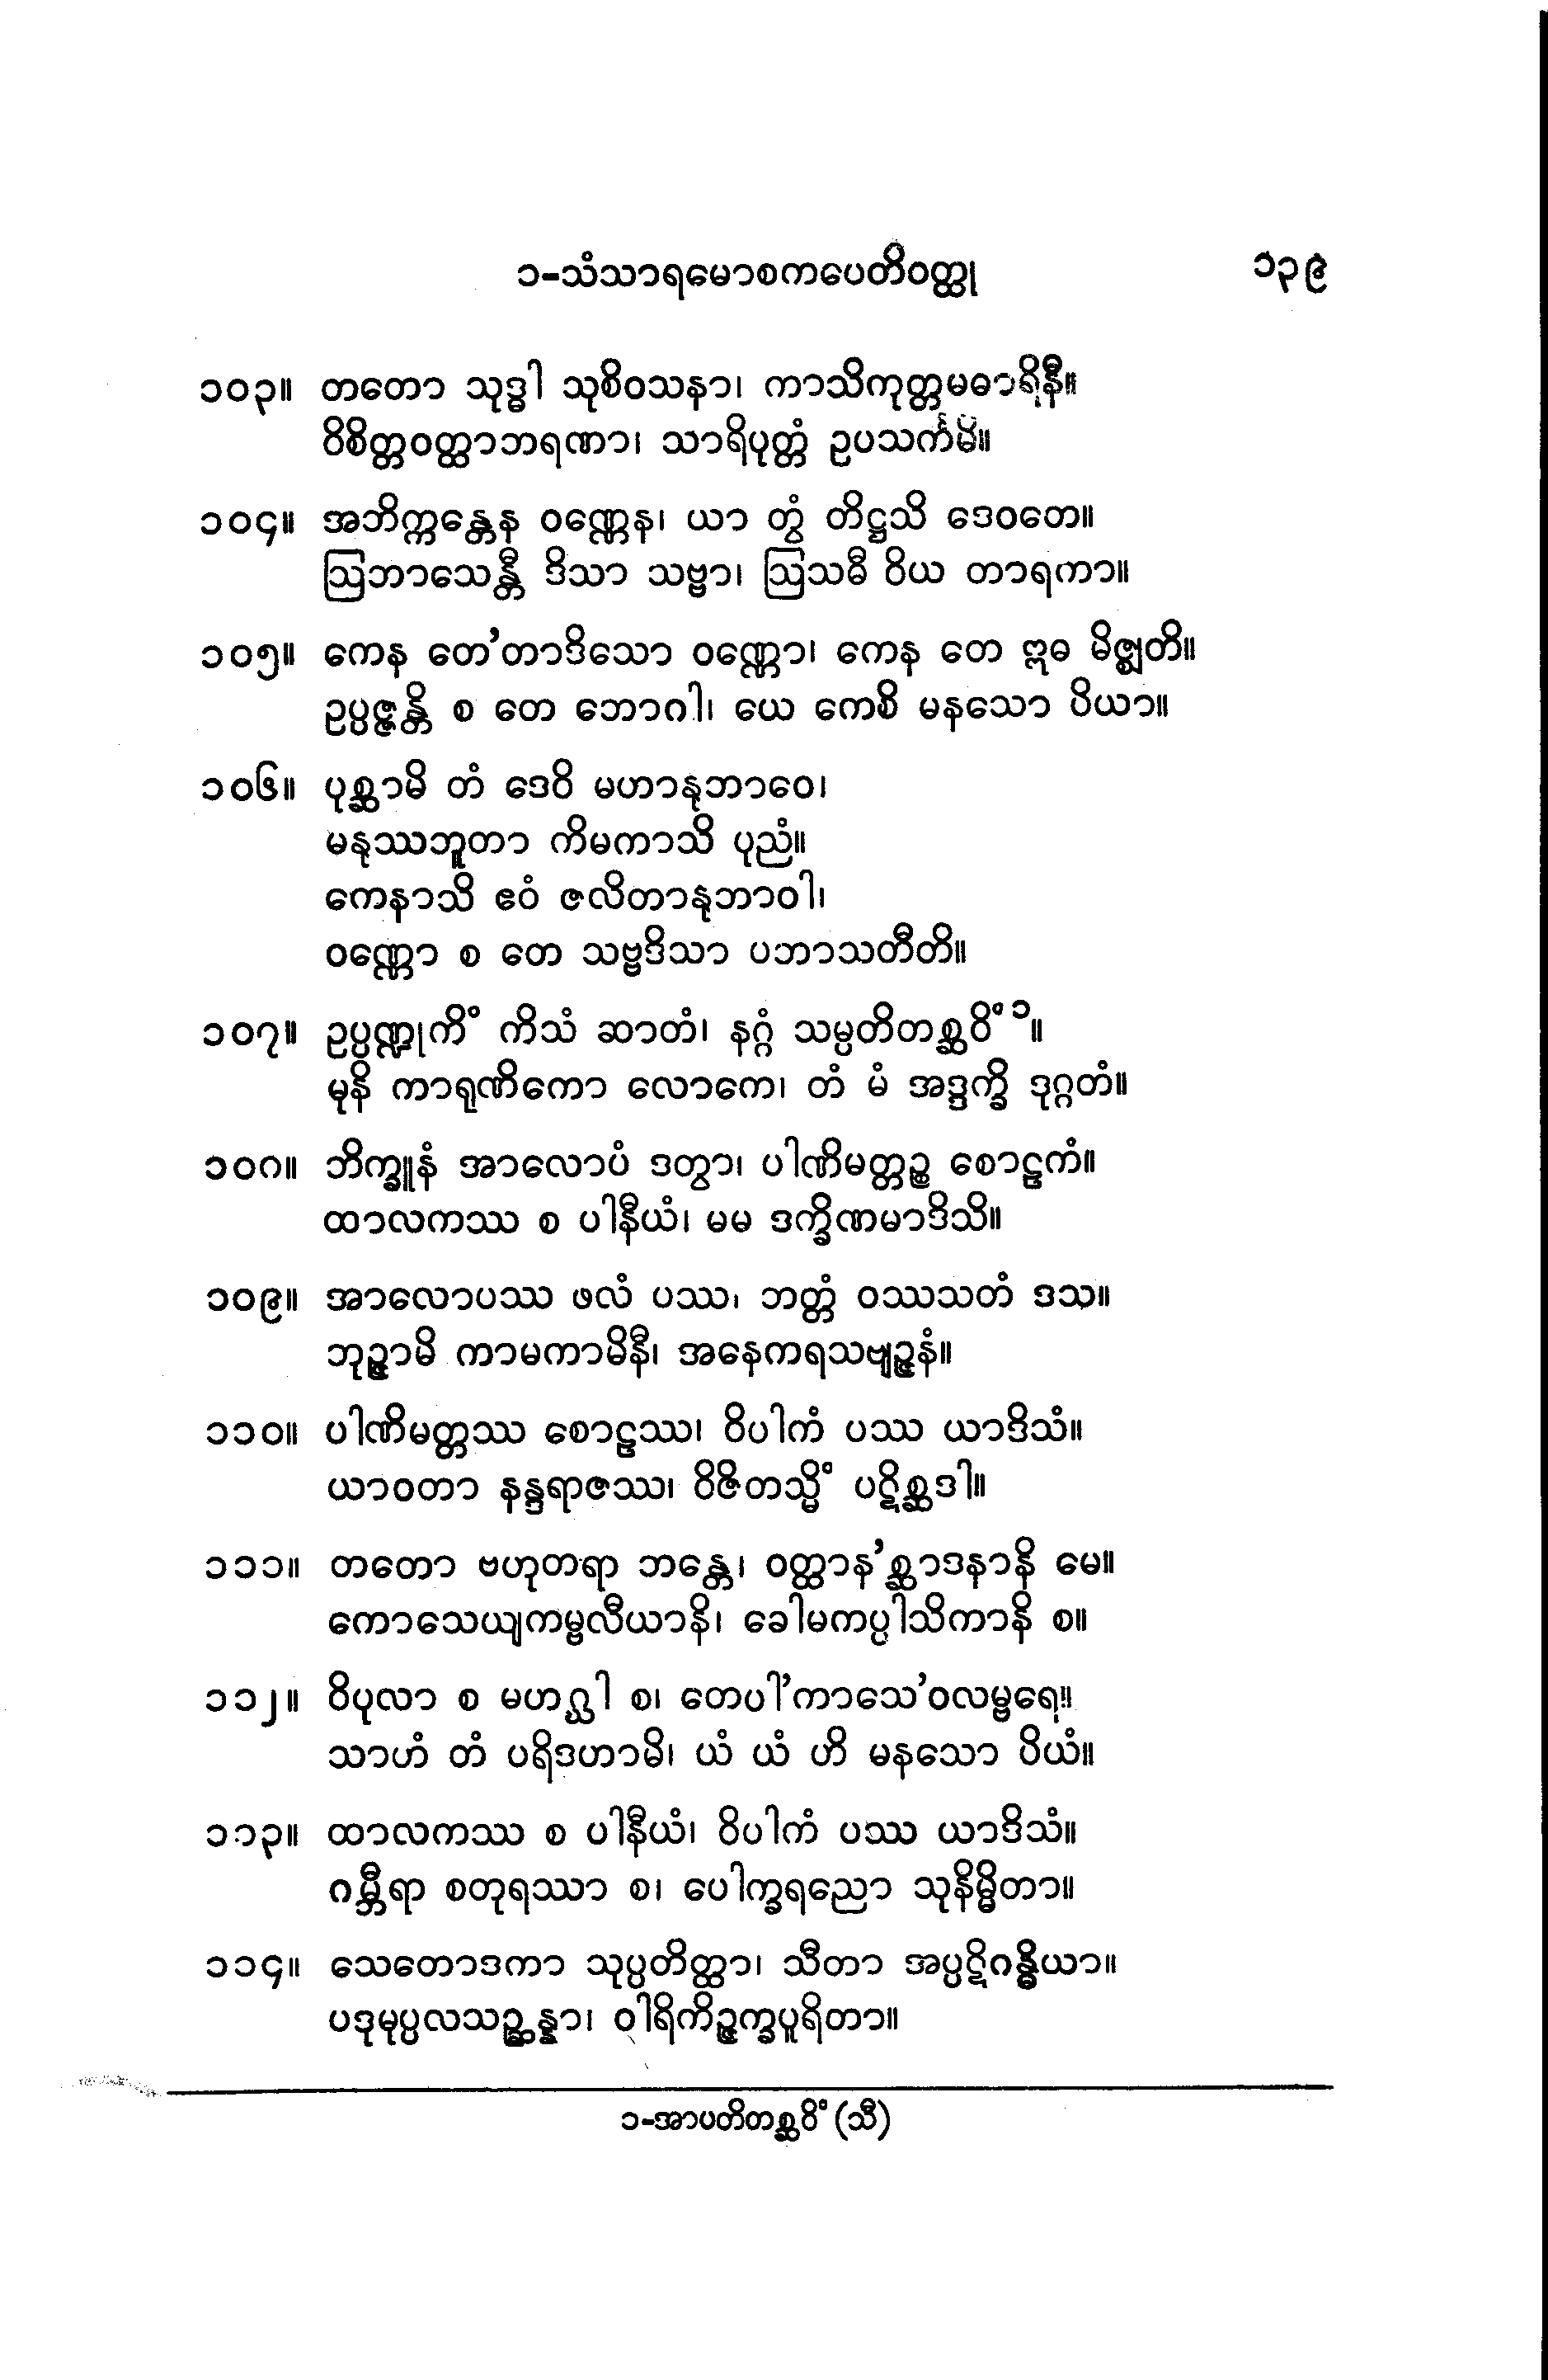 ၁-သံသာရမောစကပေတိဝတ္ထု ၁၃၉
၁၀၃။ တတော သုဒ္ဓါ သုစိဝသနာ၊ ကာသိကုတ္တမဓာရိနီ။
ဝိစိတ္တဝတ္ထာဘရဏာ၊ သာရိပုတ္တံ ဥပသင်္ကမိ။
၁၀၄။ အဘိက္ကန္တေန ဝဏ္ဏေန၊ ယာ တွံ တိဋ္ဌသိ ဒေဝတေ။
ဩဘာသေန္တီ ဒိသာ သဗ္ဗာ၊ ဩသဓီ ဝိယ တာရကာ။
၁၀၅။ ကေန တေ’တာဒိသော ဝဏ္ဏော၊ ကေန တေ ဣဓ မိဇ္ဈတိ။
ဥပ္ပဇ္ဇန္တိ စ တေ ဘောဂါ၊ ယေ ကေစိ မနသော ပိယာ။
၁၀၆။ ပုစ္ဆာမိ တံ ဒေဝိ မဟာနုဘာဝေ၊
မနုဿဘူတာ ကိမကာသိ ပုညံ။
ကေနာသိ ဧဝံ ဇလိတာနုဘာဝါ၊
ဝဏ္ဏော စ တေ သဗ္ဗဒိသာ ပဘာသတီတိ။
၁၀၇။ ဥပ္ပဏ္ဍုကိံ ကိသံ ဆာတံ၊ နဂ္ဂံ သမ္ပတိတစ္ဆဝိံ ၁။
မုနိ ကာရုဏိကော လောကေ၊ တံ မံ အဒ္ဒက္ခိ ဒုဂ္ဂတံ။
၁၀၈။ ဘိက္ခူနံ အာလောပံ ဒတွာ၊ ပါဏိမတ္တဉ္စ စောဠကံ။
ထာလကဿ စ ပါနီယံ၊ မမ ဒက္ခိဏမာဒိသိ။
၁၀၉။ အာလောပဿ ဖလံ ပဿ၊ ဘတ္တံ ဝဿသတံ ဒသ။
ဘုဉ္ဇာမိ ကာမကာမိနီ၊ အနေကရသဗျဉ္ဇနံ။
၁၁၀။ ပါဏိမတ္တဿ စောဠဿ၊ ဝိပါကံ ပဿ ယာဒိသံ။
ယာဝတာ နန္ဒရာဇဿ၊ ဝိဇိတသ္မိံ ပဋိစ္ဆဒါ။
၁၁၁။ တတော ဗဟုတရာ ဘန္တေ၊ ဝတ္ထာန’စ္ဆာဒနာနိ မေ။
ကောသေယျကမ္ဗလီယာနိ၊ ခေါမကပ္ပါသိကာနိ စ။
၁၁၂။ ဝိပုလာ စ မဟဂ္ဃါ စ၊ တေပါ’ကာသေ’ဝလမ္ဗရေ။
သာဟံ တံ ပရိဒဟာမိ၊ ယံ ယံ ဟိ မနသော ပိယံ။
၁၁၃။ ထာလကဿ စ ပါနီယံ၊ ဝိပါကံ ပဿ ယာဒိသံ။
ဂမ္ဘီရာ စတုရဿာ စ၊ ပေါက္ခရညော သုနိမ္မိတာ။
၁၁၄။ သေတောဒကာ သုပ္ပတိတ္ထာ၊ သီတာ အပ္ပဋိဂန္ဓိယာ။
ပဒုမုပ္ပလသဉ္ဆန္နာ၊ ဝါရိကိဉ္ဇက္ခပူရိတာ။
၁-အာပတိတစ္ဆဝိံ (သီ)